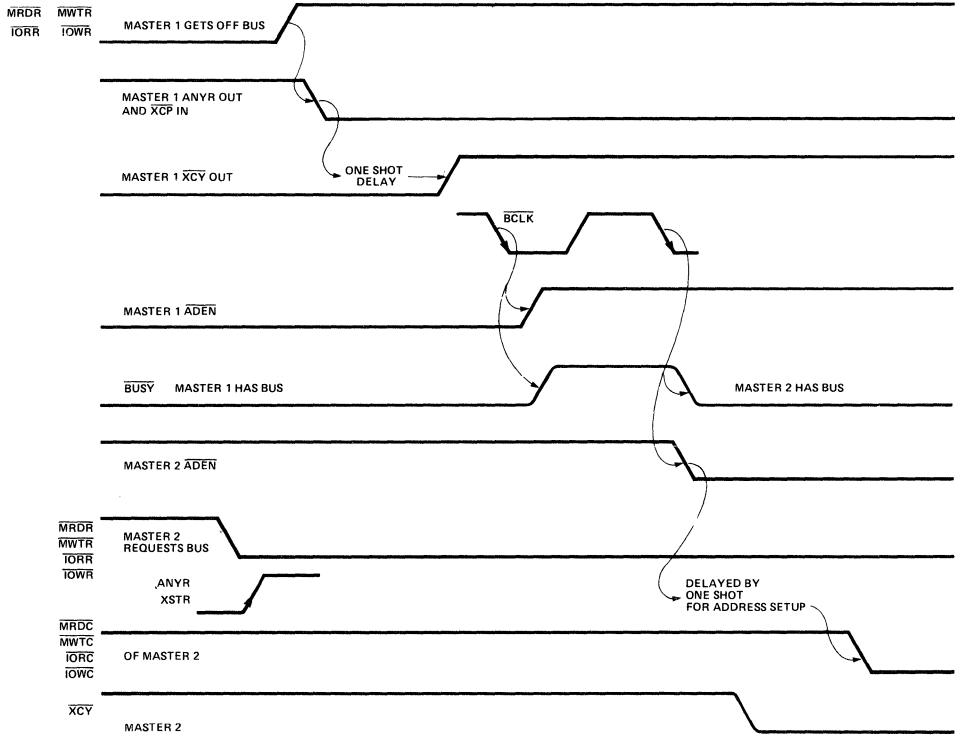 MRDR MWTR
IORR IOWR
MASTER 1 GETS OFF BUS
MASTER 1 ANYR OUT
AND XCP IN
MASTER 1 XCY OUT
ONE SHOT
DELAY
BCLK
MASTER 1 ADEN
BUSY MASTER 1 HAS BUS
MASTER 2 HAS BUS
MASTER 2 ADEN
MRDR
MWTR
IORR
IOWR
MASTER 2
REQUESTS BUS
ANYR
XSTR
DELAYED BY
ONE SHOT
FOR ADDRESS SETUP
MRDC
MWTC
IORC
IOWC
OF MASTER 2
XCY
MASTER 2